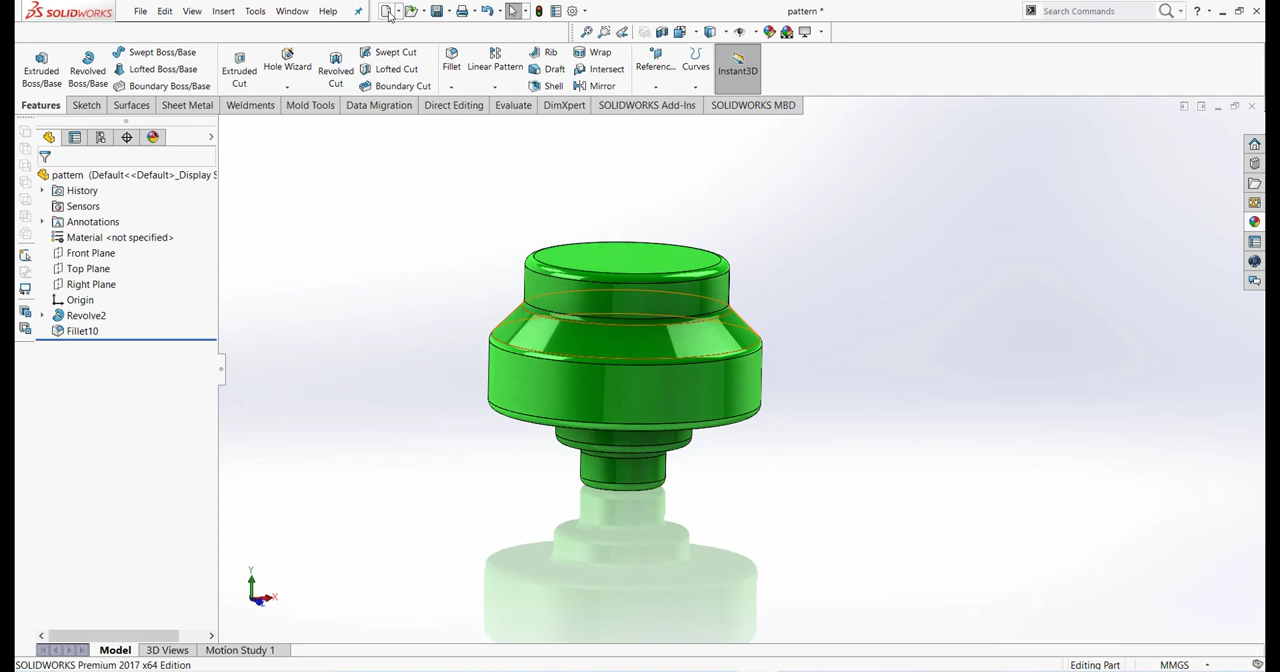 SOLIDWORKS File Edit View Insert Tools Window Help pattern * Search Commands ?
Extruded Boss/Base
Revolved Boss/Base
Swept Boss/Base
Lofted Boss/Base
Boundary Boss/Base
Extruded Cut
Hole Wizard
Revolved Cut
Swept Cut
Lofted Cut
Boundary Cut
Fillet
Linear Pattern
Rib
Draft
Shell
Wrap
Intersect
Mirror
Referenc...
Curves
Instant3D
Features Sketch Surfaces Sheet Metal Weldments Mold Tools Data Migration Direct Editing Evaluate DimXpert SOLIDWORKS Add-Ins SOLIDWORKS MBD
pattern (Default<<Default>_Display S
History
Sensors
Annotations
Material <not specified>
Front Plane
Top Plane
Right Plane
Origin
Revolve2
Fillet10
Y
X
Model 3D Views Motion Study 1
SOLIDWORKS Premium 2017 x64 Edition Editing Part MMGS